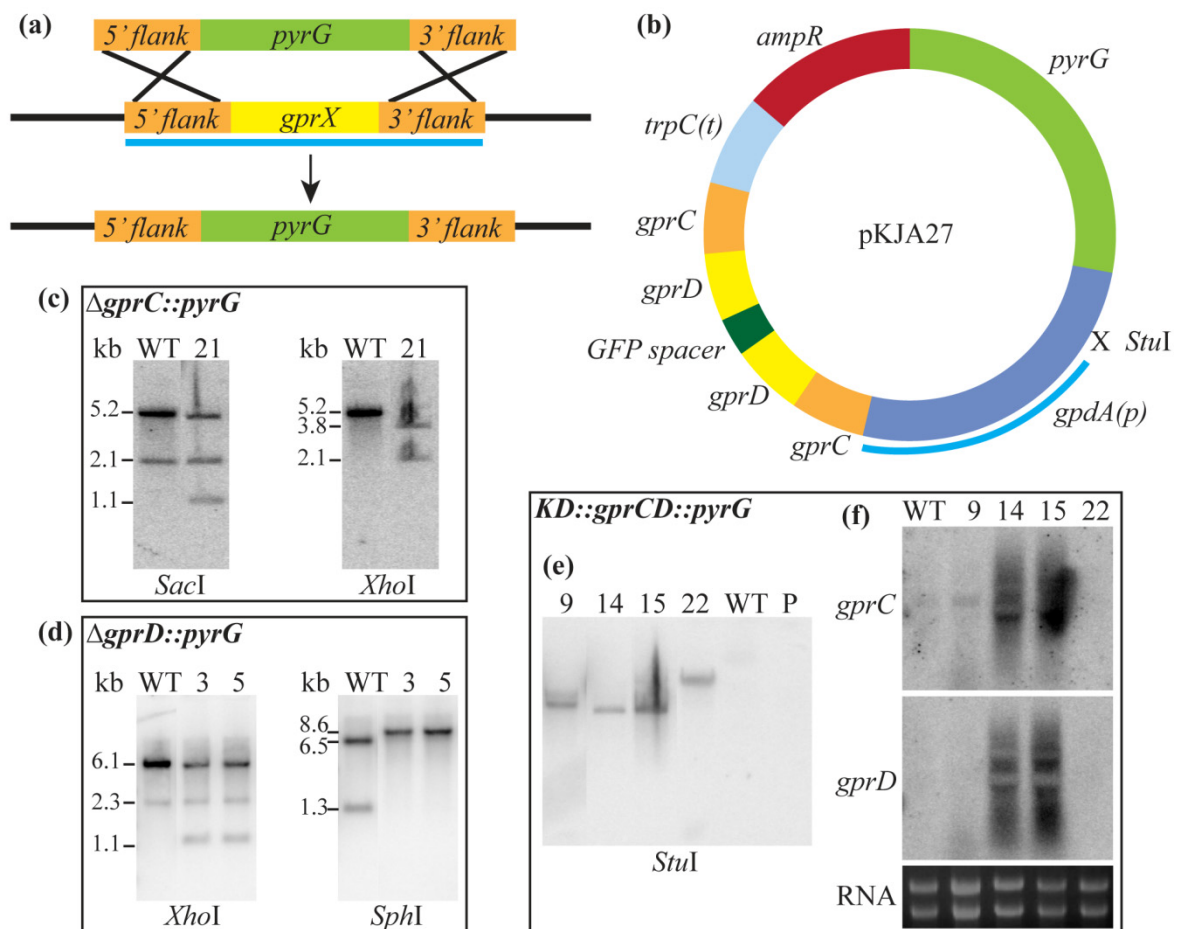 (a)
5' flank pyrG 3' flank
5' flank gprX 3' flank
5' flank pyrG 3' flank
(b)
ampR
pyrG
trpC(t)
gprC
pKJA27
gprD
GFP spacer
gprD
gprC
X StuI
gpdA(p)
(c)
ΔgprC::pyrG
kb WT 21
5.2
2.1
1.1
SacI
WT 21
5.2
3.8
2.1
XhoI
(d)
ΔgprD::pyrG
kb WT 3 5
6.1
2.3
1.1
XhoI
kb WT 3 5
8.6
6.5
1.3
SphI
KD::gprCD::pyrG
(e)
9 14 15 22 WT P
StuI
(f)
WT 9 14 15 22
gprC
gprD
RNA